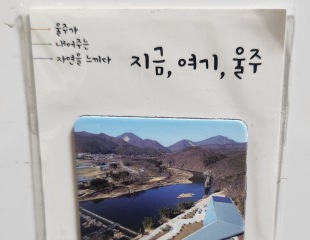 울주가
내어주는
자연을 느끼다
지금, 여기, 울주